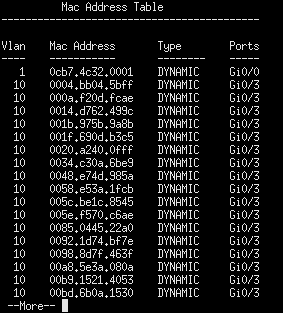 Mac Address Table
-------------------------------------------
Vlan    Mac Address       Type        Ports
----    -----------       --------    -----
   1    0cb7.4c32.0001    DYNAMIC     Gi0/0
  10    0004.bb04.5bff    DYNAMIC     Gi0/3
  10    000a.f20d.fcae    DYNAMIC     Gi0/3
  10    0014.d762.499c    DYNAMIC     Gi0/3
  10    001b.975b.9a8b    DYNAMIC     Gi0/3
  10    001f.690d.b3c5    DYNAMIC     Gi0/3
  10    0020.a240.0fff    DYNAMIC     Gi0/3
  10    0034.c30a.6be9    DYNAMIC     Gi0/3
  10    0048.e74d.985a    DYNAMIC     Gi0/3
  10    0058.e53a.1fcb    DYNAMIC     Gi0/3
  10    005c.be1c.8545    DYNAMIC     Gi0/3
  10    005e.f570.c6ae    DYNAMIC     Gi0/3
  10    0085.0445.22a0    DYNAMIC     Gi0/3
  10    0092.1d74.bf7e    DYNAMIC     Gi0/3
  10    0098.8d7f.463f    DYNAMIC     Gi0/3
  10    00a8.5e3a.080a    DYNAMIC     Gi0/3
  10    00b9.1521.4053    DYNAMIC     Gi0/3
  10    00bd.6b0a.1530    DYNAMIC     Gi0/3
--More--